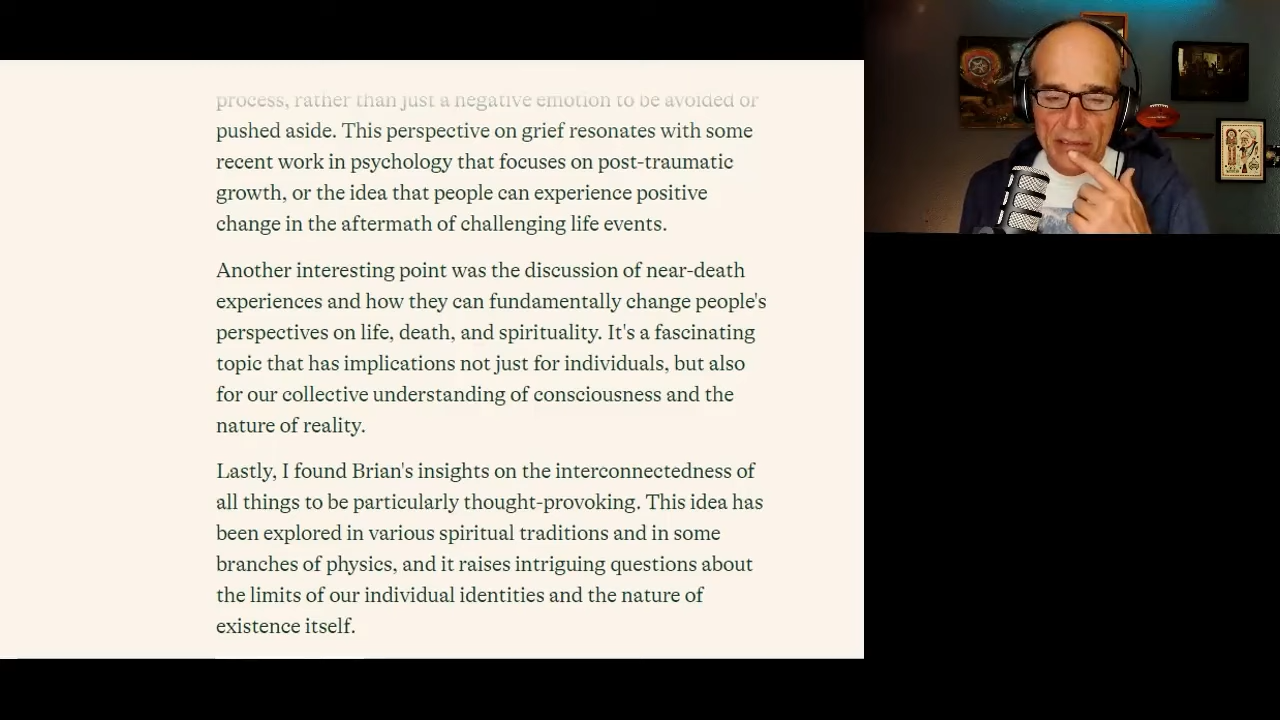 process, rather than just a negative emotion to be avoided or
pushed aside. This perspective on grief resonates with some
recent work in psychology that focuses on post-traumatic
growth, or the idea that people can experience positive
change in the aftermath of challenging life events.
Another interesting point was the discussion of near-death
experiences and how they can fundamentally change people's
perspectives on life, death, and spirituality. It's a fascinating
topic that has implications not just for individuals, but also
for our collective understanding of consciousness and the
nature of reality.
Lastly, I found Brian's insights on the interconnectedness of
all things to be particularly thought-provoking. This idea has
been explored in various spiritual traditions and in some
branches of physics, and it raises intriguing questions about
the limits of our individual identities and the nature of
existence itself.